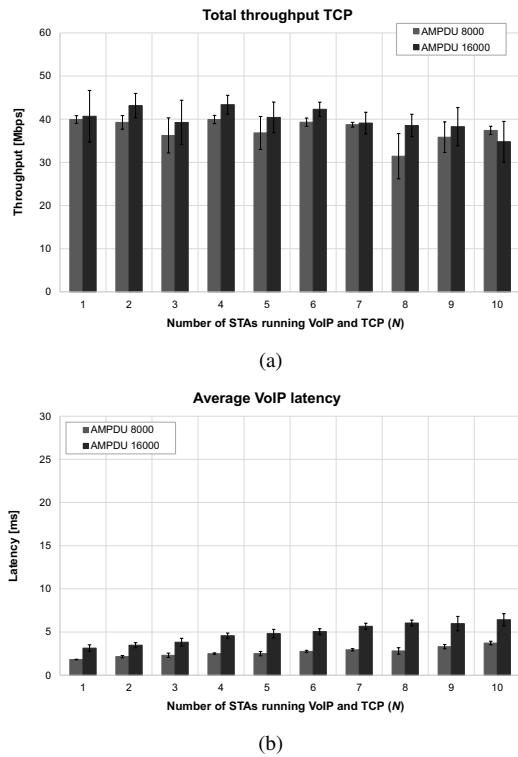 Total throughput TCP
60
50
40
30
20
10
0
Throughput [Mbps]
AMPDU 8000
AMPDU 16000
1 2 3 4 5 6 7 8 9 10
Number of STAs running VoIP and TCP (N)
(a)
Average VoIP latency
30
25
20
15
10
5
0
Latency [ms]
AMPDU 8000
AMPDU 16000
1 2 3 4 5 6 7 8 9 10
Number of STAs running VoIP and TCP (N)
(b)